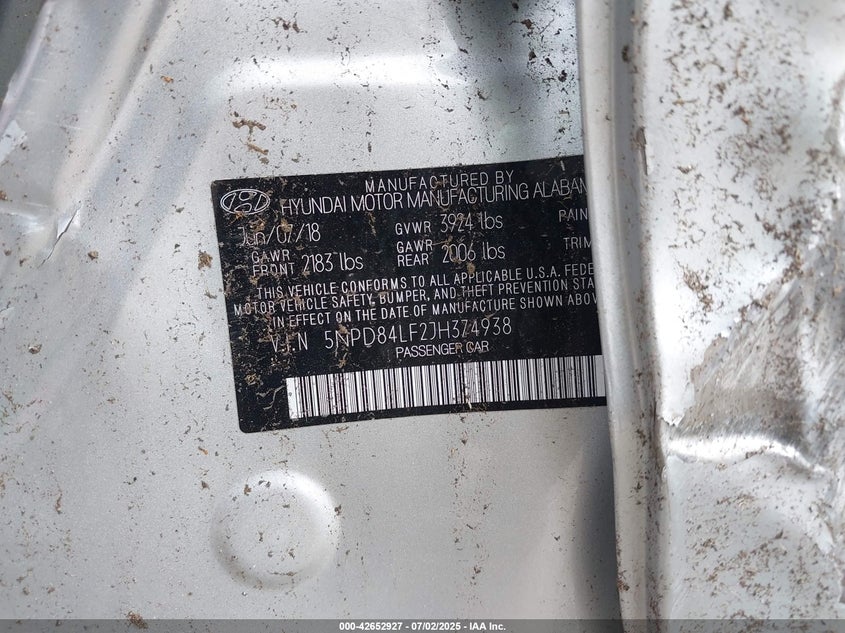 MANUFACTURED BY
HYUNDAI MOTOR MANUFACTURING ALABAM
Jun/07/18 GVWR 3924 lbs PAIN
GAWR FRONT 2183 lbs GAWR REAR 2006 lbs TRIM
THIS VEHICLE CONFORMS TO ALL APPLICABLE U.S.A. FEDE
MOTOR VEHICLE SAFETY, BUMPER, AND THEFT PREVENTION STA
IN EFFECT ON THE DATE OF MANUFACTURE SHOWN ABOV
V.I.N 5NPD84LF2JH374938
PASSENGER CAR
000-42652927 - 07/02/2025 - IAA Inc.